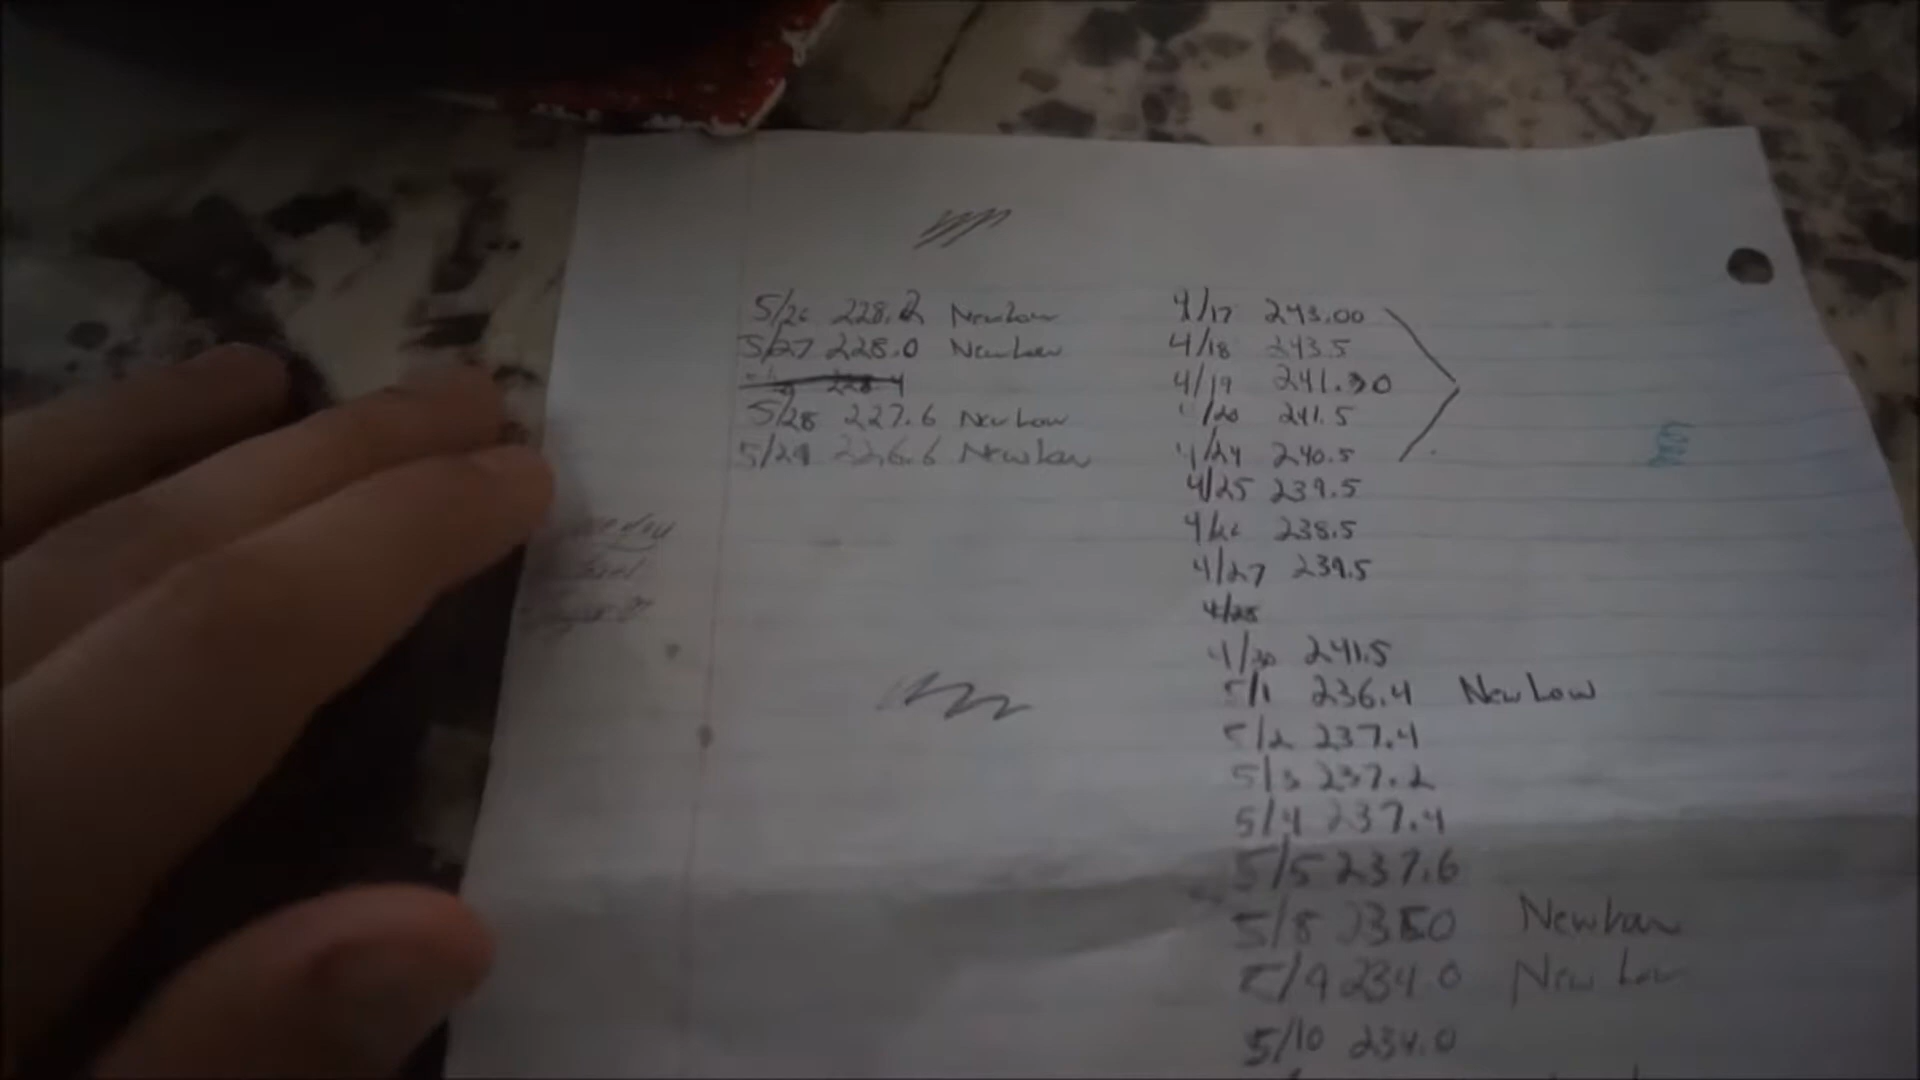 5/26 228.2 New Low
5/27 228.0 New Low
228.4
5/28 227.6 New Low
5/29 226.6 New Low
4/17 243.00
4/18 243.5
4/19 241.30
4/20 241.5
4/24 240.5
4/25 239.5
4/26 238.5
4/27 239.5
4/28
4/30 241.5
5/1 236.4 New Low
5/2 237.4
5/3 237.2
5/4 237.4
5/5 237.6
5/8 235.0 New Low
5/9 234.0 New Low
5/10 234.0